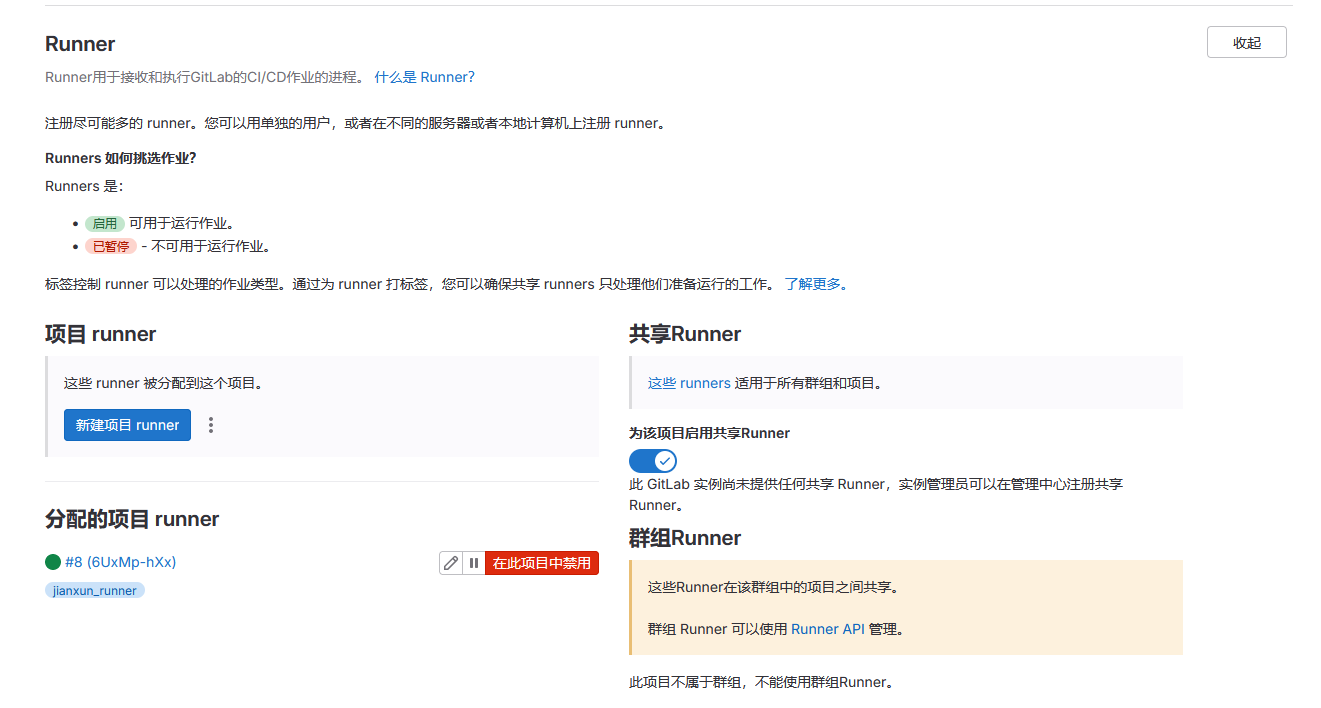 Runner
收起
Runner用于接收和执行GitLab的CI/CD作业的进程。 什么是 Runner?
注册尽可能多的 runner。您可以用单独的用户，或者在不同的服务器或者本地计算机上注册 runner。
Runners 如何挑选作业?
Runners 是:
启用 可用于运行作业。
已暂停 - 不可用于运行作业。
标签控制 runner 可以处理的作业类型。通过为 runner 打标签，您可以确保共享 runners 只处理他们准备运行的工作。 了解更多。
项目 runner
这些 runner 被分配到这个项目。
新建项目 runner
分配的项目 runner
#8 (6UxMp-hXx)
在此项目中禁用
jianxun_runner
共享Runner
这些 runners 适用于所有群组和项目。
为该项目启用共享Runner
此 GitLab 实例尚未提供任何共享 Runner，实例管理员可以在管理中心注册共享
Runner。
群组Runner
这些Runner在该群组中的项目之间共享。
群组 Runner 可以使用 Runner API 管理。
此项目不属于群组，不能使用群组Runner。